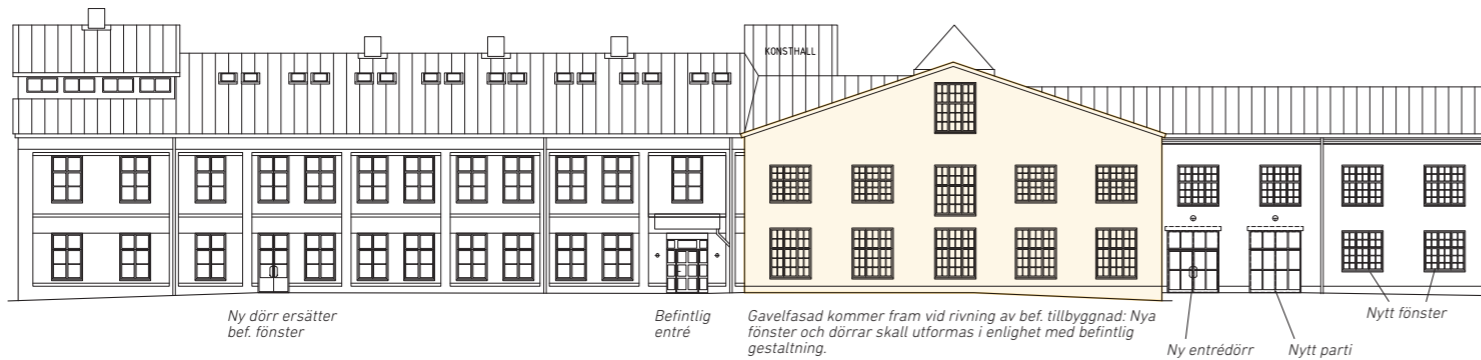 KONSTHALL
Ny dörr ersätter
bef. fönster
Befintlig
entré
Gavelfasad kommer fram vid rivning av bef. tillbyggnad: Nya
fönster och dörrar skall utformas i enlighet med befintlig
gestaltning.
Ny entrédörr
Nytt parti
Nytt fönster